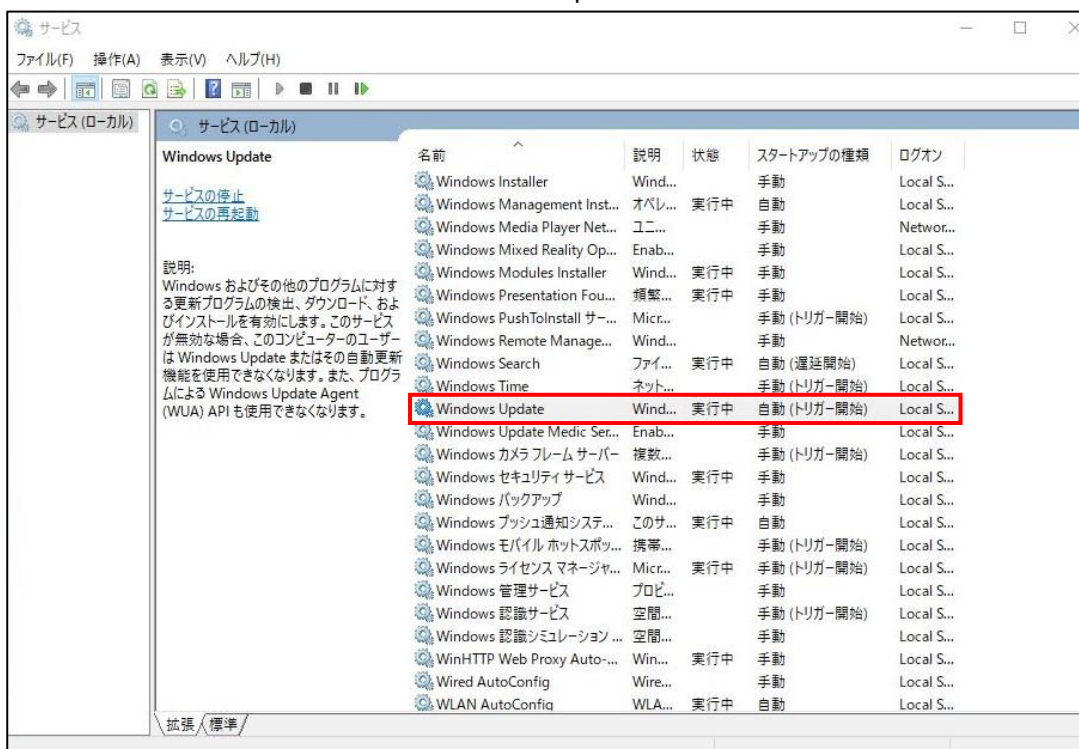 サービス
ファイル(F) 操作(A) 表示(V) ヘルプ(H)
サービス (ローカル)
サービス (ローカル)
Windows Update
サービスの停止
サービスの再起動
説明:
Windows およびその他のプログラムに対す
る更新プログラムの検出、ダウンロード、およ
びインストールを有効にします。このサービス
が無効な場合、このコンピューターのユーザー
は Windows Update またはその自動更新
機能を使用できなくなります。また、プログラ
ムによる Windows Update Agent
(WUA) API も使用できなくなります。
名前 説明 状態 スタートアップの種類 ログオン
Windows Installer Wind... 手動 Local S...
Windows Management Inst... オペレ... 実行中 自動 Local S...
Windows Media Player Net... ユニ... 手動 Networ...
Windows Mixed Reality Op... Enab... 手動 Local S...
Windows Modules Installer Wind... 実行中 手動 Local S...
Windows Presentation Fou... 頻繁... 実行中 手動 Local S...
Windows PushToInstall サー... Micr... 手動 (トリガー開始) Local S...
Windows Remote Manage... Wind... 手動 Networ...
Windows Search ファイ... 実行中 自動 (遅延開始) Local S...
Windows Time ネット... 手動 (トリガー開始) Local S...
Windows Update Wind... 実行中 自動 (トリガー開始) Local S...
Windows Update Medic Ser... Enab... 手動 Local S...
Windows カメラ フレーム サーバー 複数... 手動 (トリガー開始) Local S...
Windows セキュリティ サービス Wind... 実行中 手動 Local S...
Windows バックアップ Wind... 手動 Local S...
Windows プッシュ通知システ... このサ... 実行中 自動 Local S...
Windows モバイル ホットスポッ... 携帯... 手動 (トリガー開始) Local S...
Windows ライセンス マネージャ... Micr... 実行中 手動 (トリガー開始) Local S...
Windows 管理サービス プロビ... 手動 Local S...
Windows 認識サービス 空間... 手動 (トリガー開始) Local S...
Windows 認識シミュレーション ... 空間... 手動 Local S...
WinHTTP Web Proxy Auto-... Win... 実行中 手動 Local S...
Wired AutoConfig Wire... 手動 Local S...
WLAN AutoConfig WLA... 実行中 自動 Local S...
拡張 標準